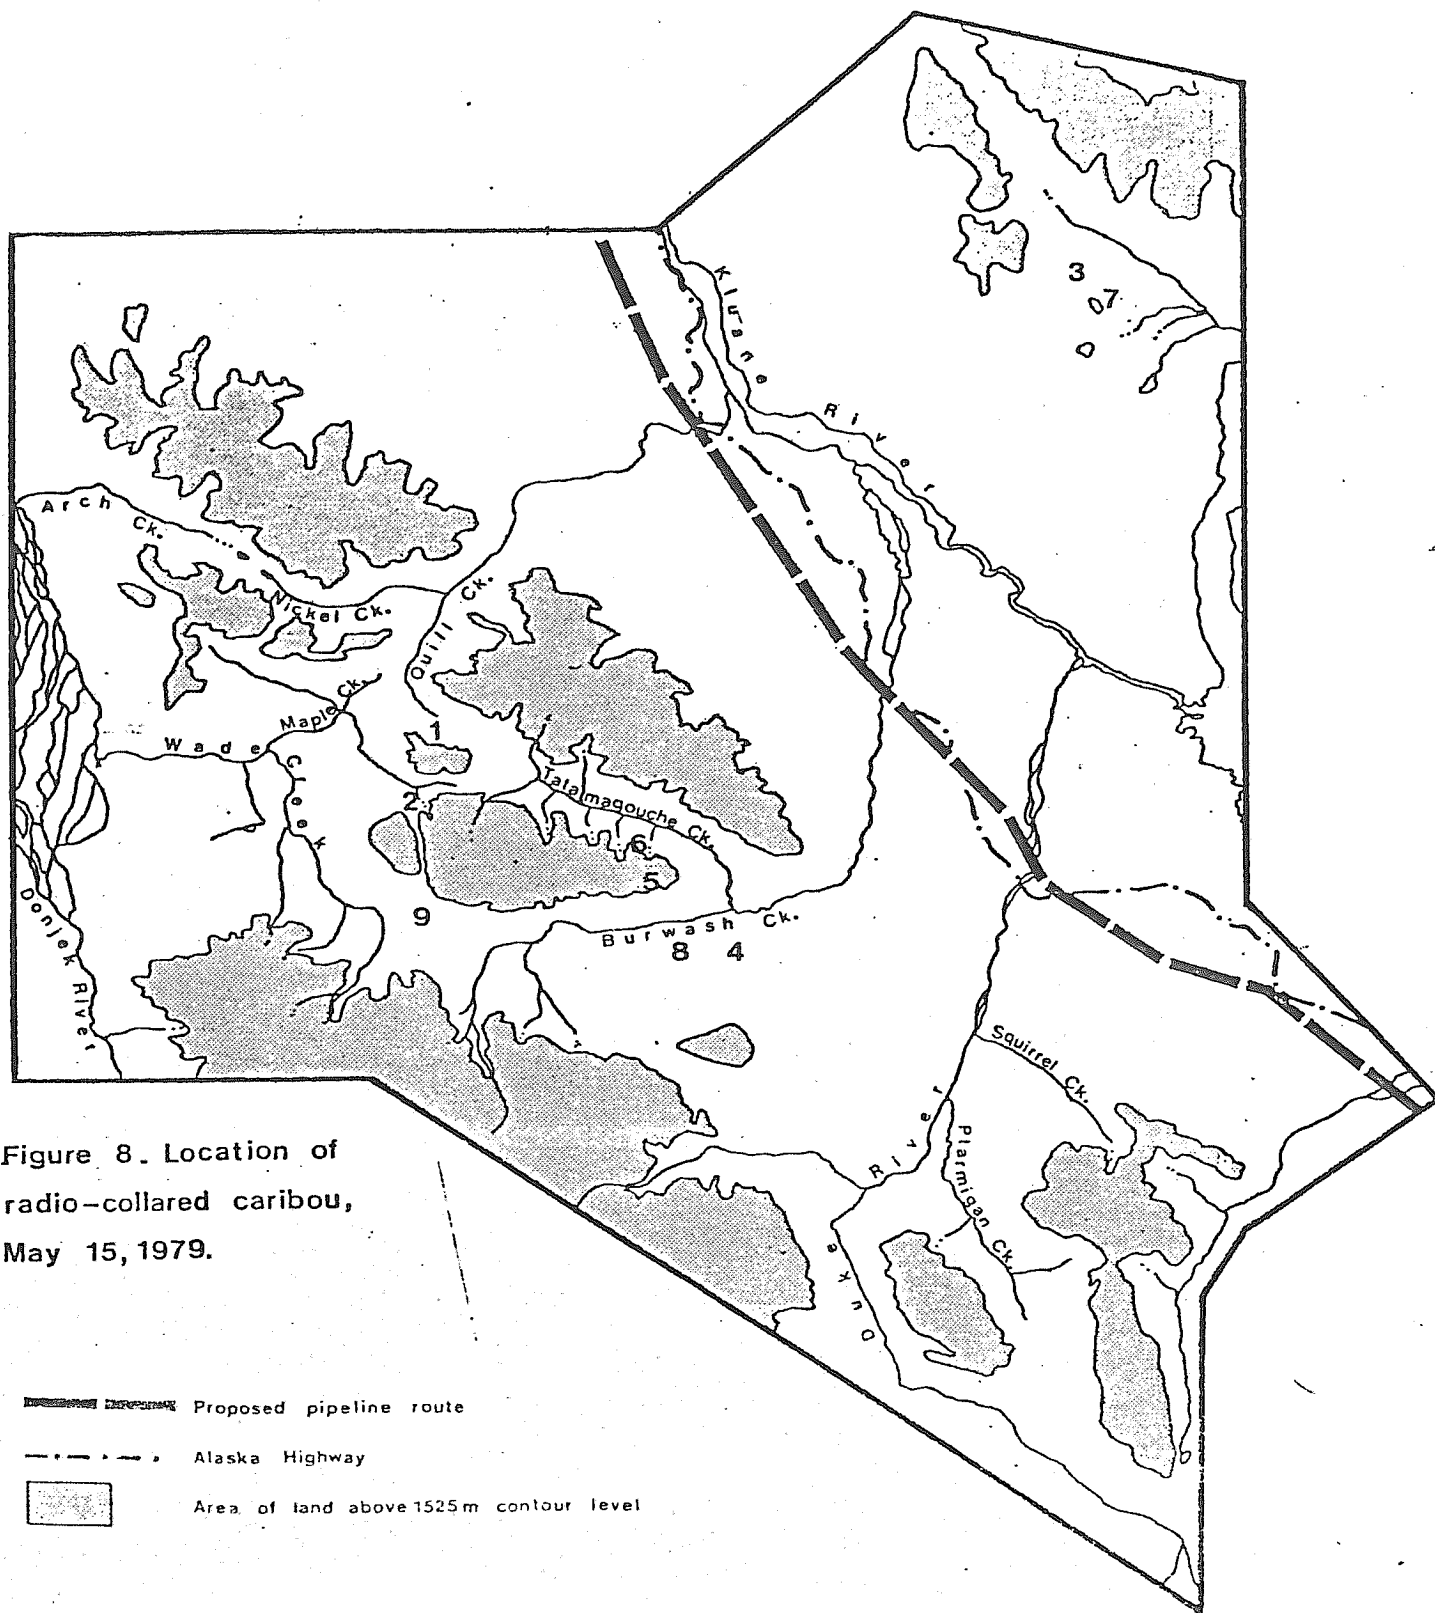 Kluane
River
3
7
Arch
Ck.
Nickel Ck.
Quill Ck.
Maple Ck.
Wade
Creek
1
2
Tatamagouche Ck.
6
5
9
Burwash Ck.
8 4
Donjek River
Squirrel Ck.
Ptarmigan Ck.
Duke
River
Figure 8. Location of
radio-collared caribou,
May 15, 1979.
Proposed pipeline route
Alaska Highway
Area of land above 1525m contour level